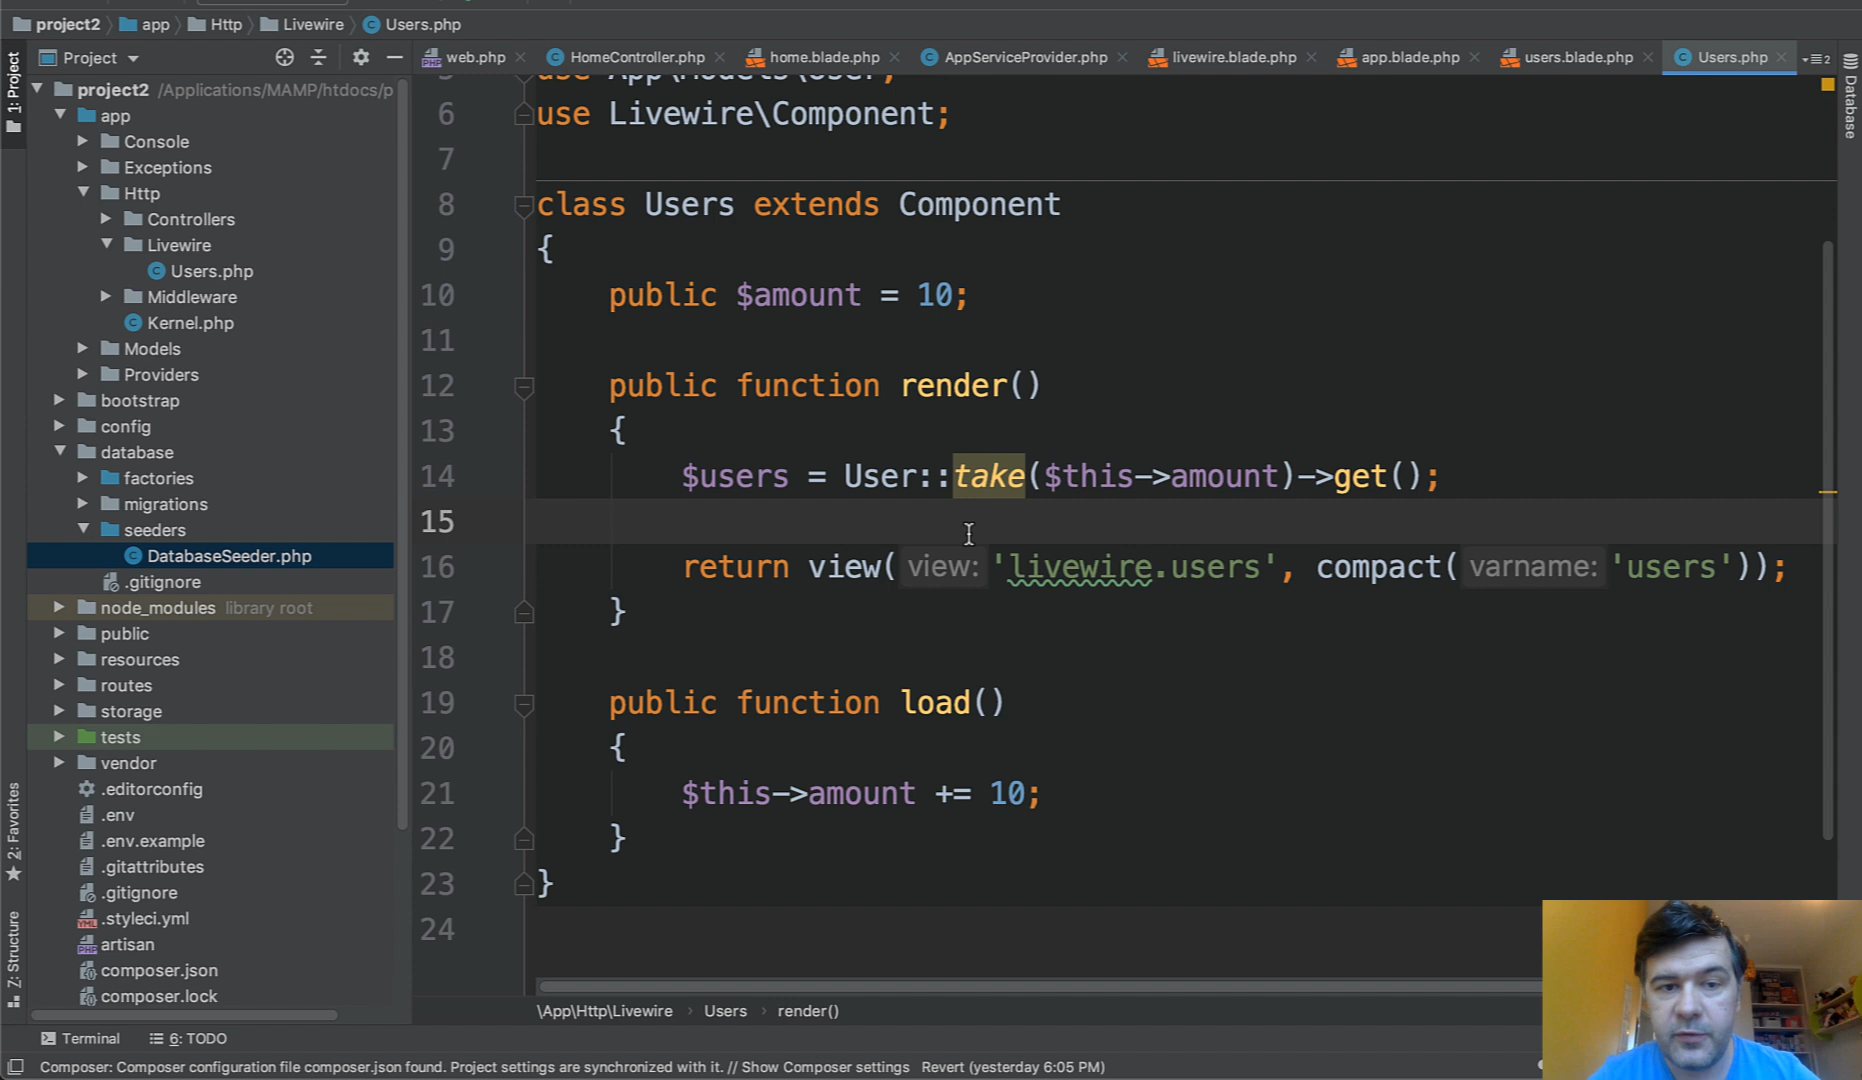 project2 app Http Livewire Users.php
Project
web.php HomeController.php home.blade.php AppServiceProvider.php livewire.blade.php app.blade.php users.blade.php Users.php 2
1: Project
2: Favorites
Z: Structure
Database
project2 /Applications/MAMP/htdocs/p
app
Console
Exceptions
Http
Controllers
Livewire
Users.php
Middleware
Kernel.php
Models
Providers
bootstrap
config
database
factories
migrations
seeders
DatabaseSeeder.php
.gitignore
node_modules library root
public
resources
routes
storage
tests
vendor
.editorconfig
.env
.env.example
.gitattributes
.gitignore
.styleci.yml
artisan
composer.json
composer.lock
5 use App\Models\User;
6 use Livewire\Component;
7
8 class Users extends Component
9 {
10 public $amount = 10;
11
12 public function render()
13 {
14 $users = User::take($this->amount)->get();
15
16 return view( view: 'livewire.users', compact( varname: 'users'));
17 }
18
19 public function load()
20 {
21 $this->amount += 10;
22 }
23 }
24
\App\Http\Livewire › Users › render()
Terminal 6: TODO
Composer: Composer configuration file composer.json found. Project settings are synchronized with it. // Show Composer settings Revert (yesterday 6:05 PM)